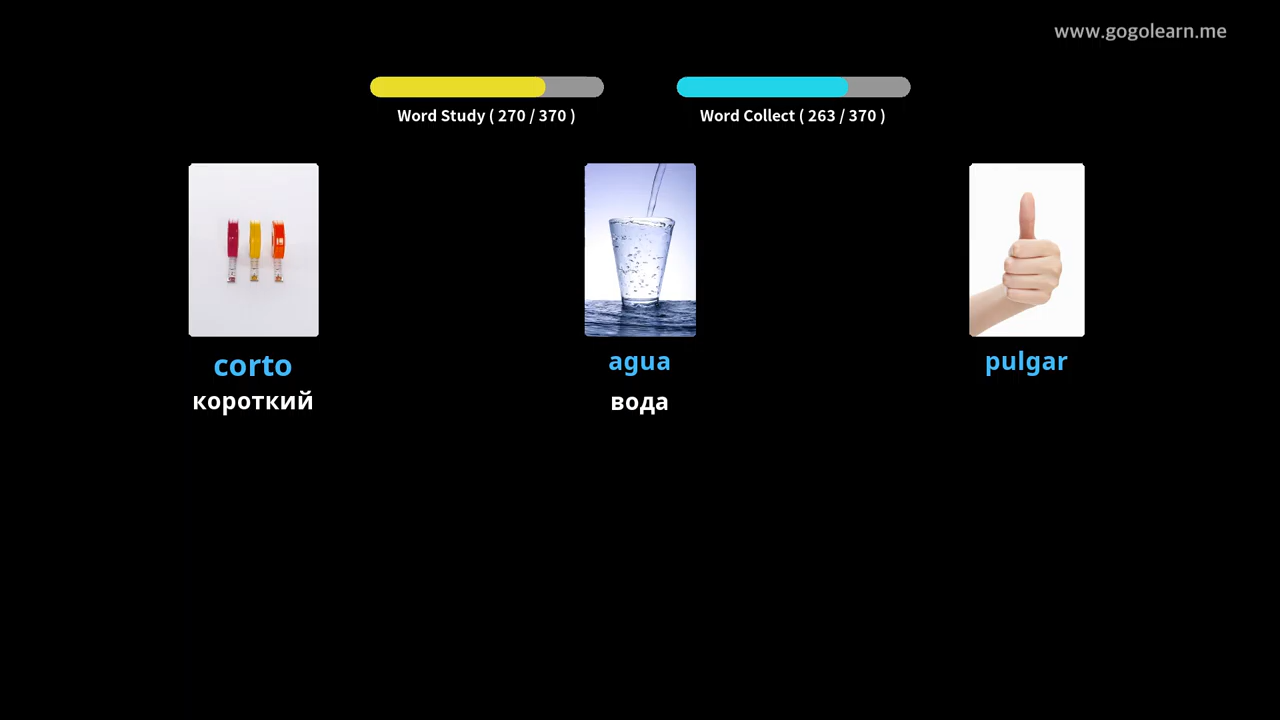 www.gogolearn.me
Word Study ( 270 / 370 )
Word Collect ( 263 / 370 )
corto
короткий
agua
вода
pulgar